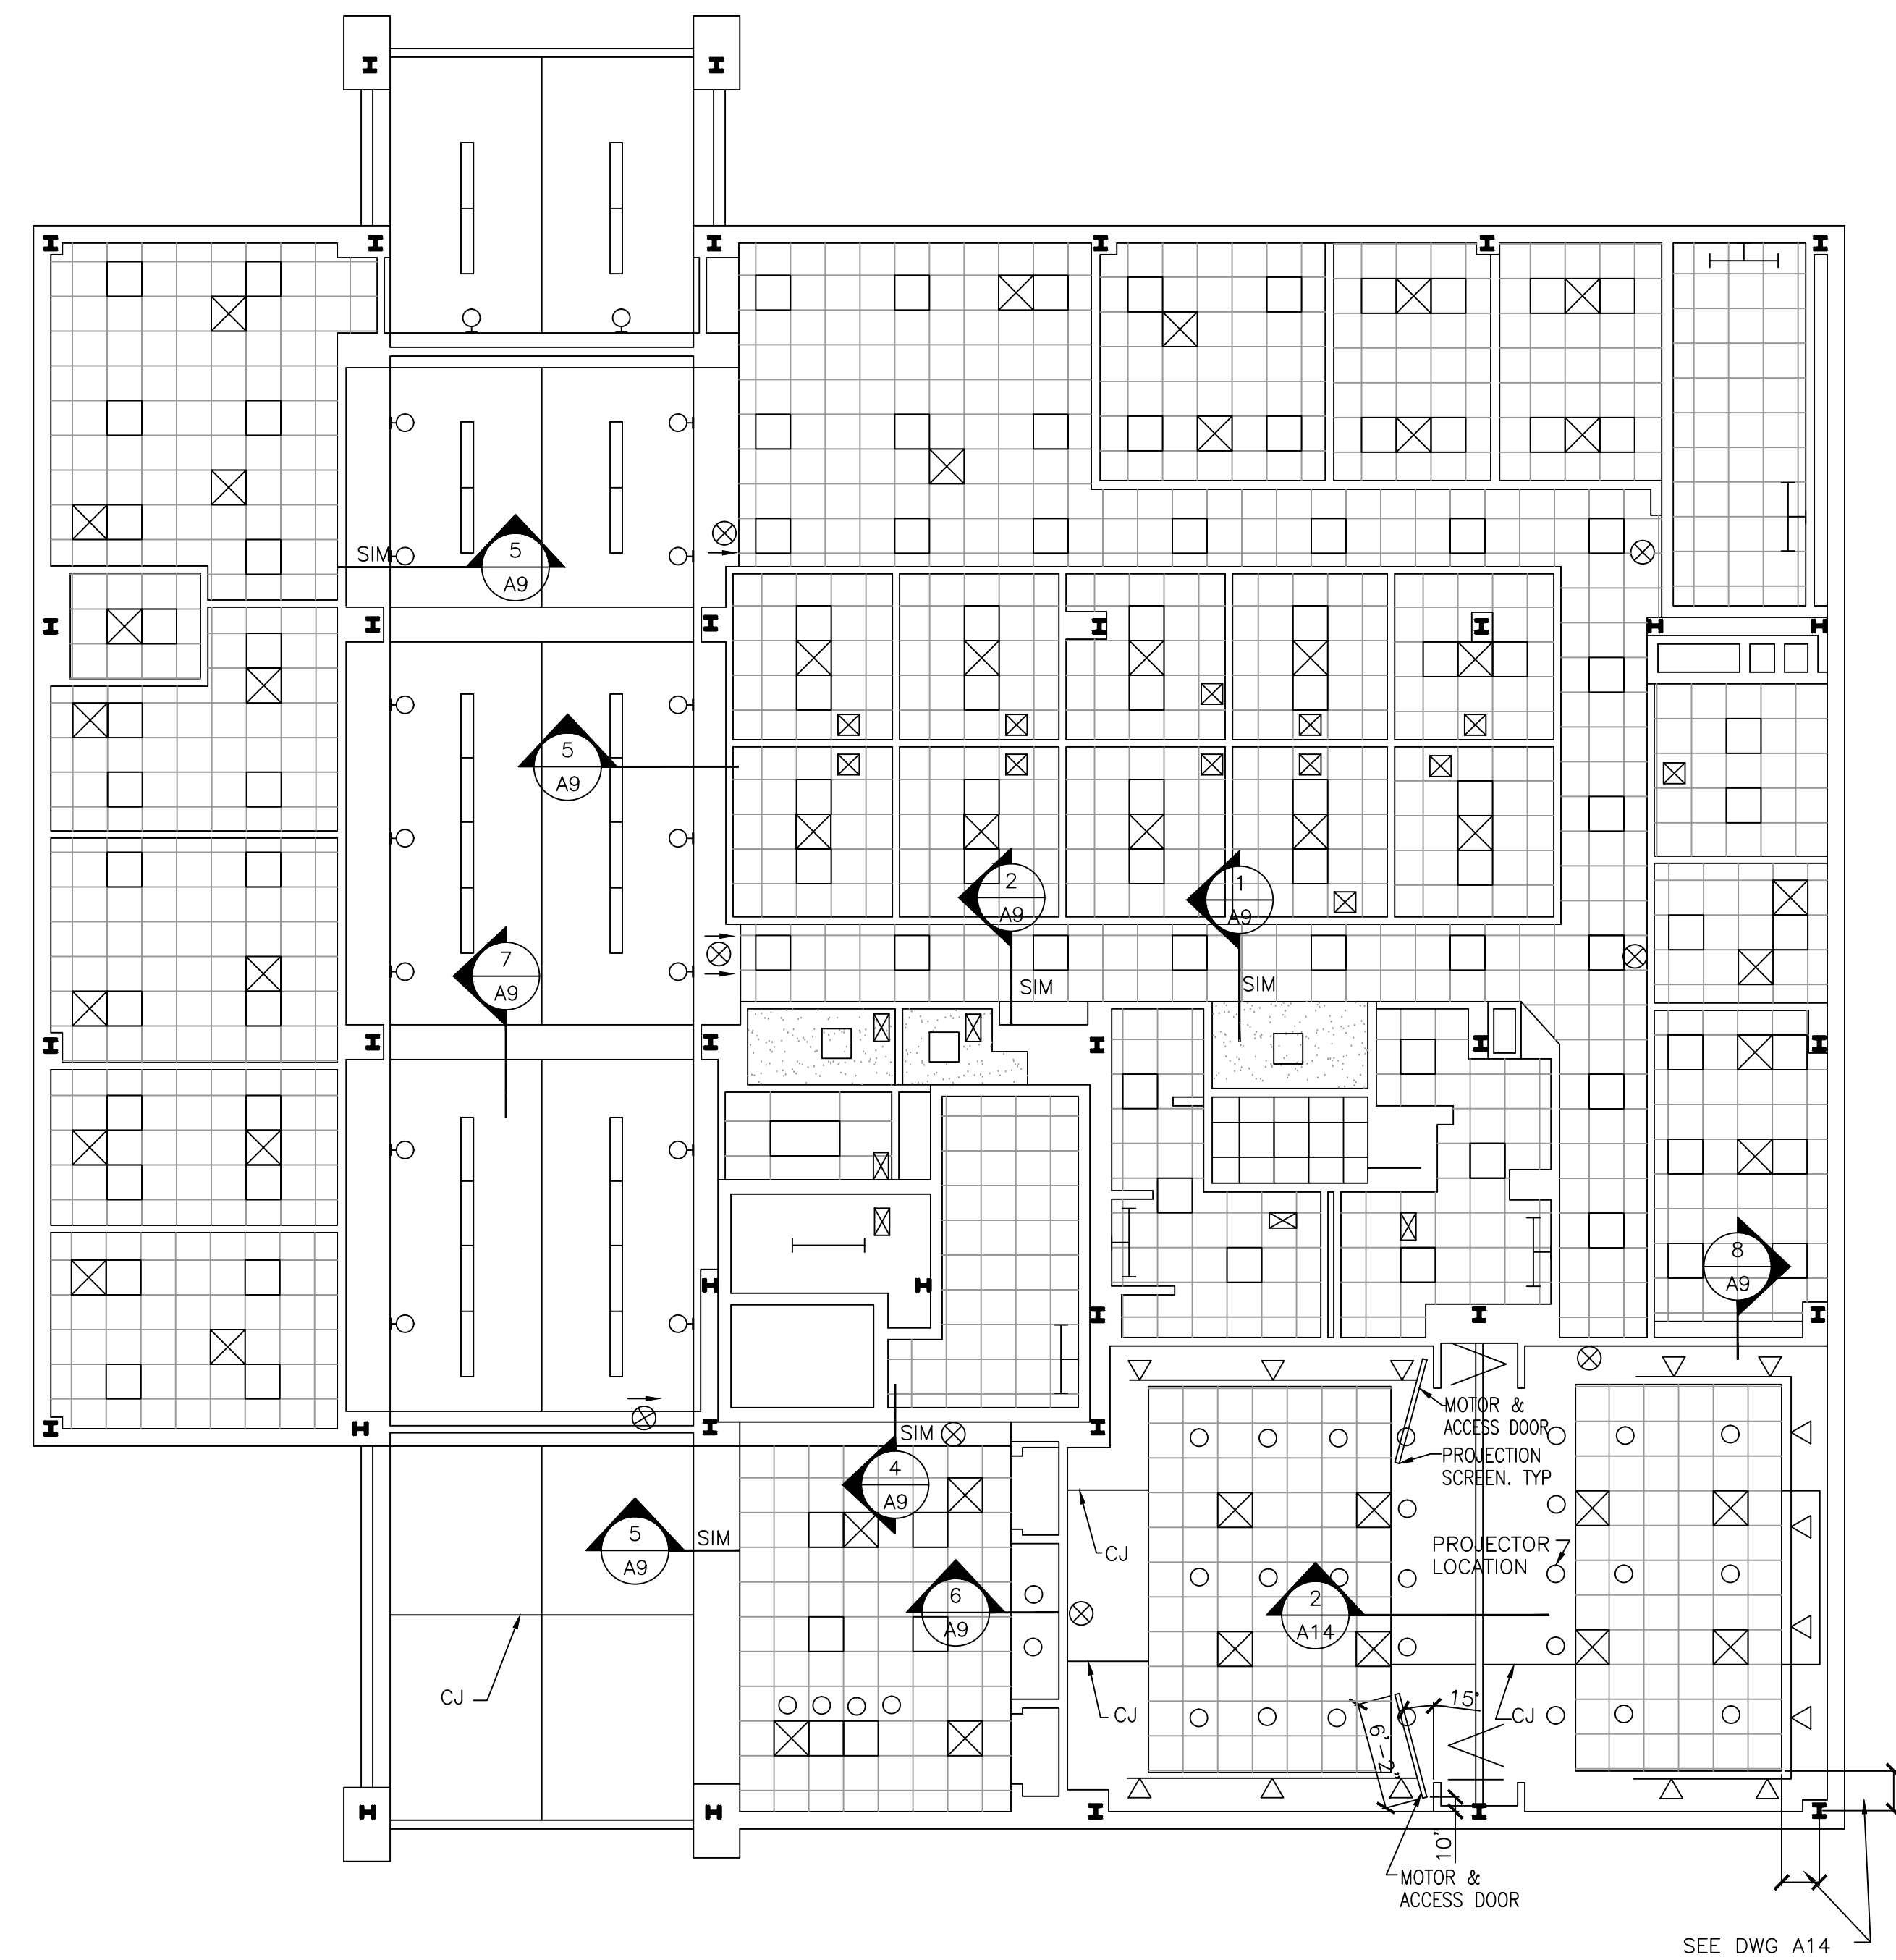 SIM
5
A9
5
A9
2
A9
1
A9
7
A9
SIM
SIM
8
A9
MOTOR &
ACCESS DOOR
PROJECTION
SCREEN. TYP
SIM
4
A9
5
A9
SIM
CJ
PROJECTOR
LOCATION
6
A9
2
A14
CJ
CJ
15°
CJ
6'-2"
10"
MOTOR &
ACCESS DOOR
SEE DWG A14